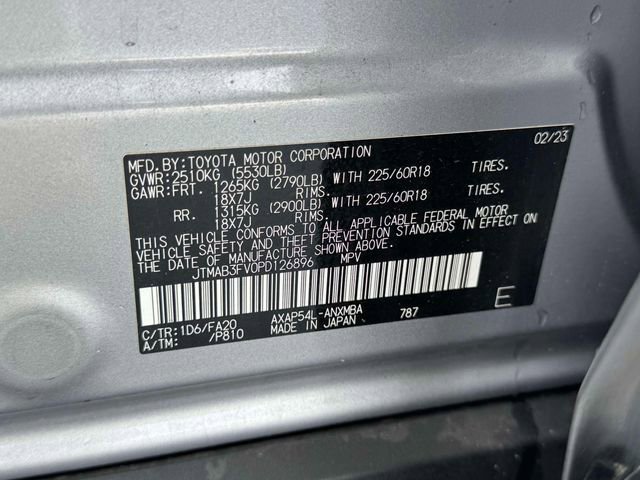 MFD.BY:TOYOTA MOTOR CORPORATION 02/23
GVWR:2510KG (5530LB)
GAWR:FRT. 1265KG (2790LB) WITH 225/60R18 TIRES.
18X7J RIMS.
RR. 1315KG (2900LB) WITH 225/60R18 TIRES.
18X7J RIMS.
THIS VEHICLE CONFORMS TO ALL APPLICABLE FEDERAL MOTOR
VEHICLE SAFETY AND THEFT PREVENTION STANDARDS IN EFFECT
ON THE DATE OF MANUFACTURE SHOWN ABOVE.
JTMAB3FV0PD126896 MPV
C/TR:1D6/FA20 AXAP54L-ANXMBA 787 E
A/TM: /P810 MADE IN JAPAN